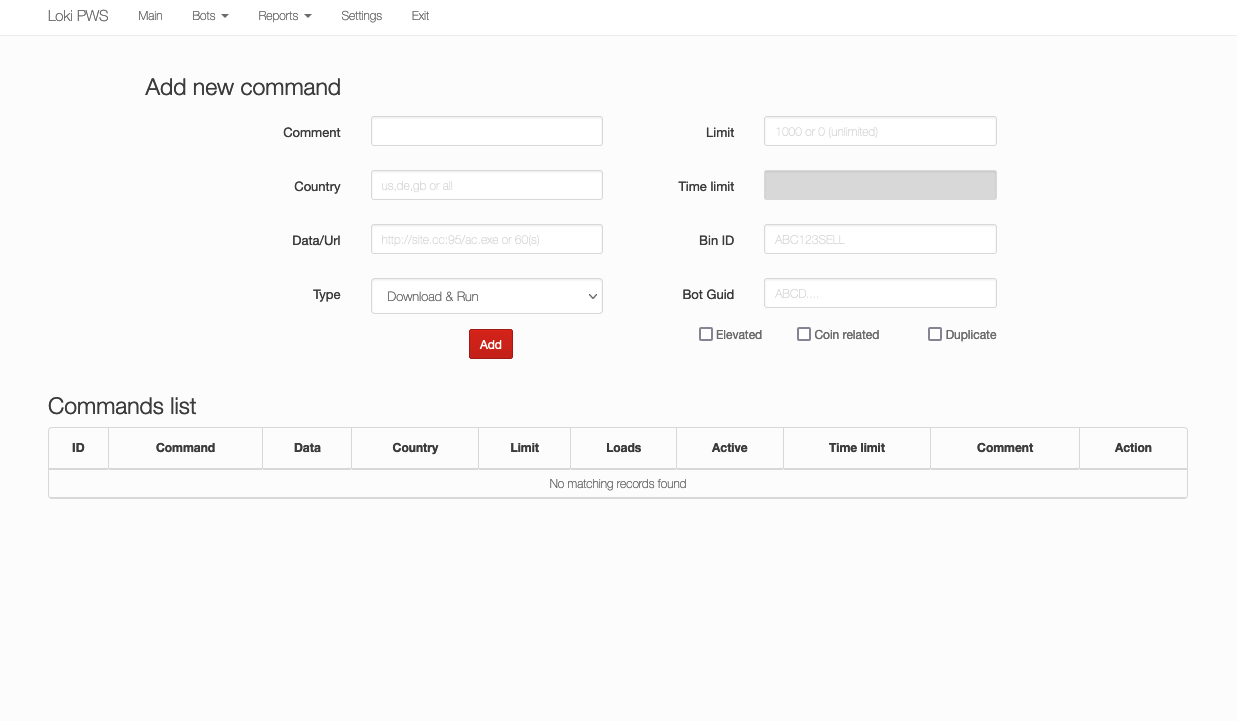 Loki PWS Main Bots Reports Settings Exit
Add new command
Comment Limit 1000 or 0 (unlimited)
Country us,de,gb or all Time limit
Data/Url http://site.cc:95/ac.exe or 60(s) Bin ID ABC123SELL
Type Download & Run Bot Guid ABCD....
Add Elevated Coin related Duplicate
Commands list
ID Command Data Country Limit Loads Active Time limit Comment Action
No matching records found